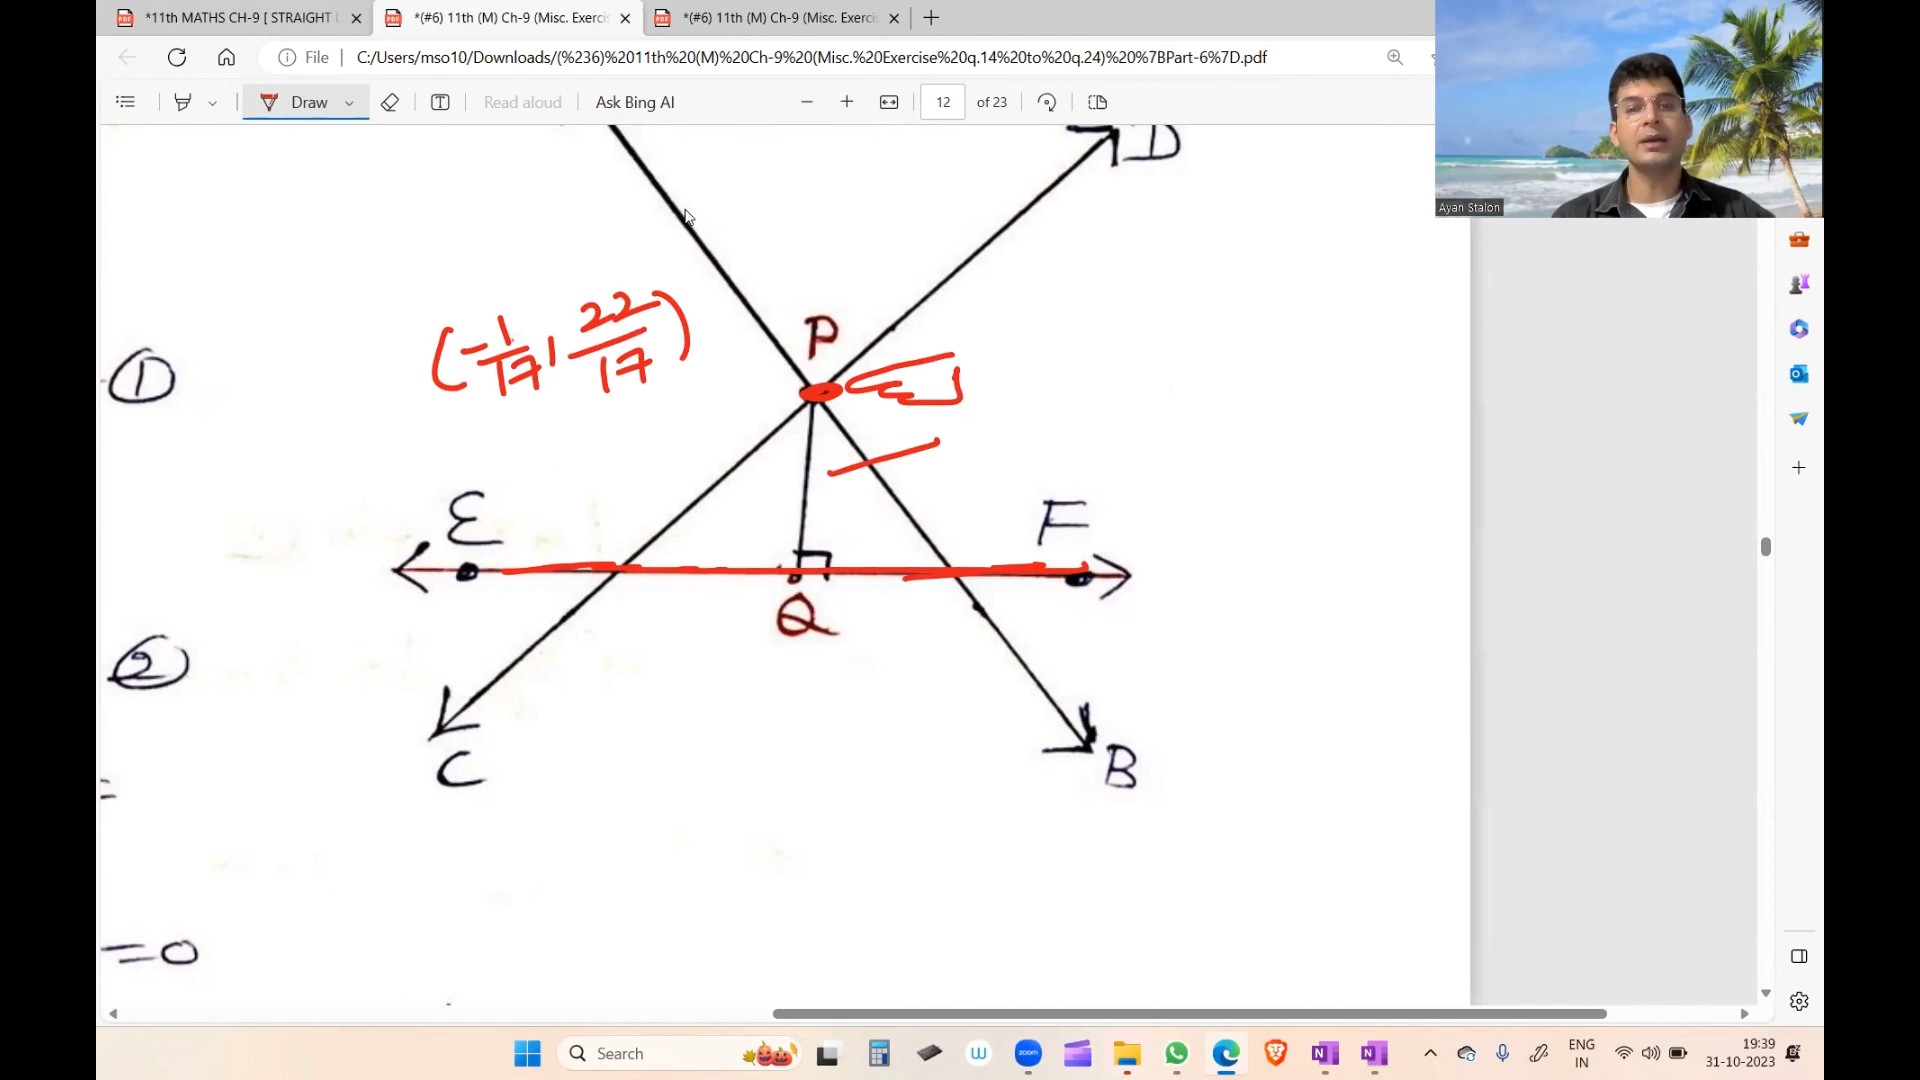 *11th MATHS CH-9 [ STRAIGHT L
*(#6) 11th (M) Ch-9 (Misc. Exercis
*(#6) 11th (M) Ch-9 (Misc. Exercis
File
C:/Users/mso10/Downloads/(%236)%2011th%20(M)%20Ch-9%20(Misc.%20Exercise%20q.14%20to%20q.24)%20%7BPart-6%7D.pdf
Draw
Read aloud
Ask Bing AI
12 of 23
Ayan Stalon
D
P
(-1/17, 22/17)
①
E
F
Q
②
C
B
=
=0
Search
ENG
IN
19:39
31-10-2023